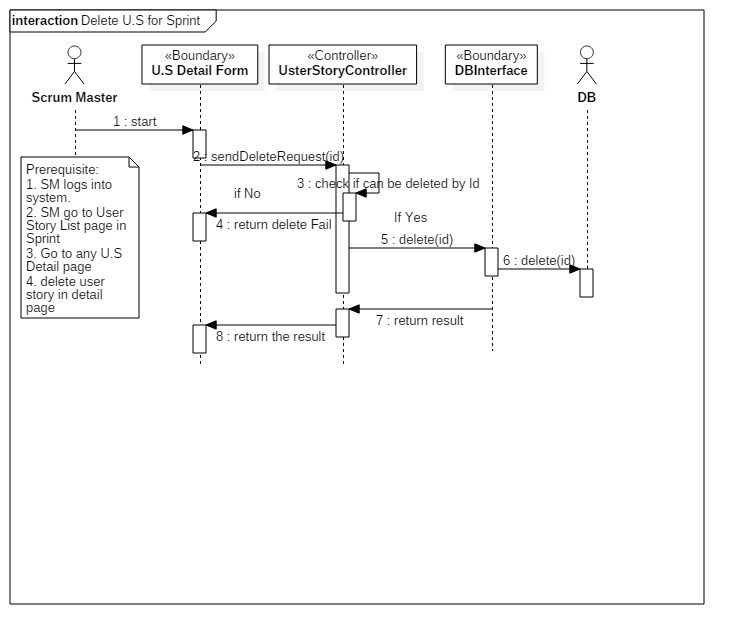 interaction Delete U.S for Sprint
«Boundary»
U.S Detail Form
«Controller»
UsterStoryController
«Boundary»
DBInterface
Scrum Master
DB
1 : start
2 : sendDeleteRequest(id)
3 : check if can be deleted by Id
if No
4 : return delete Fail
If Yes
5 : delete(id)
6 : delete(id)
7 : return result
8 : return the result
Prerequisite:
1. SM logs into
system.
2. SM go to User
Story List page in
Sprint
3. Go to any U.S
Detail page
4. delete user
story in detail
page